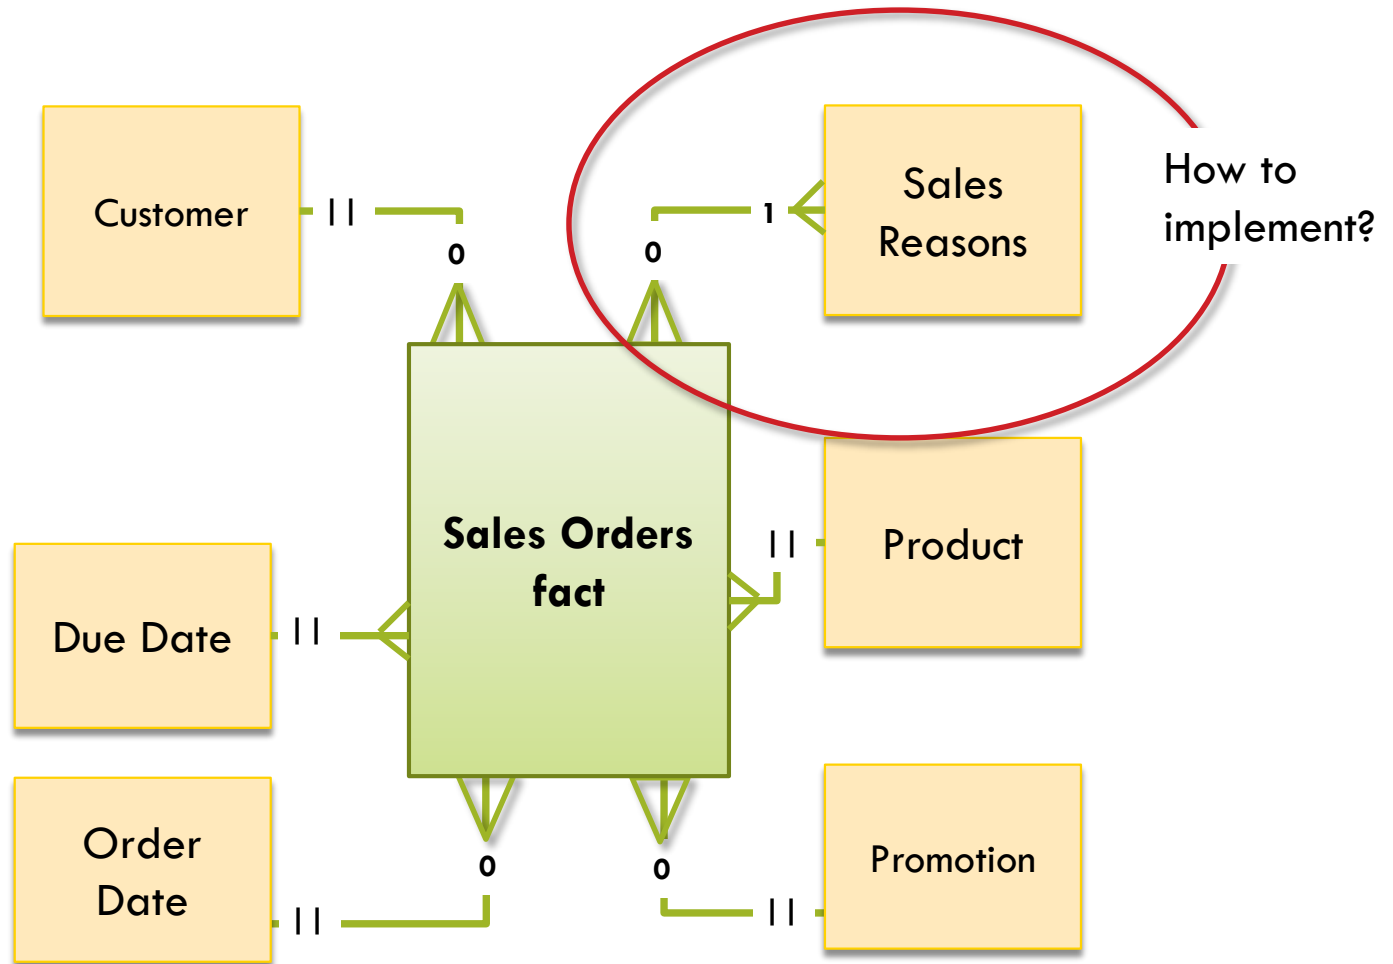 Customer
||
0
0
1
Sales
Reasons
How to
implement?
Sales Orders
fact
||
Product
Due Date
||
Order
Date
||
0
0
||
Promotion